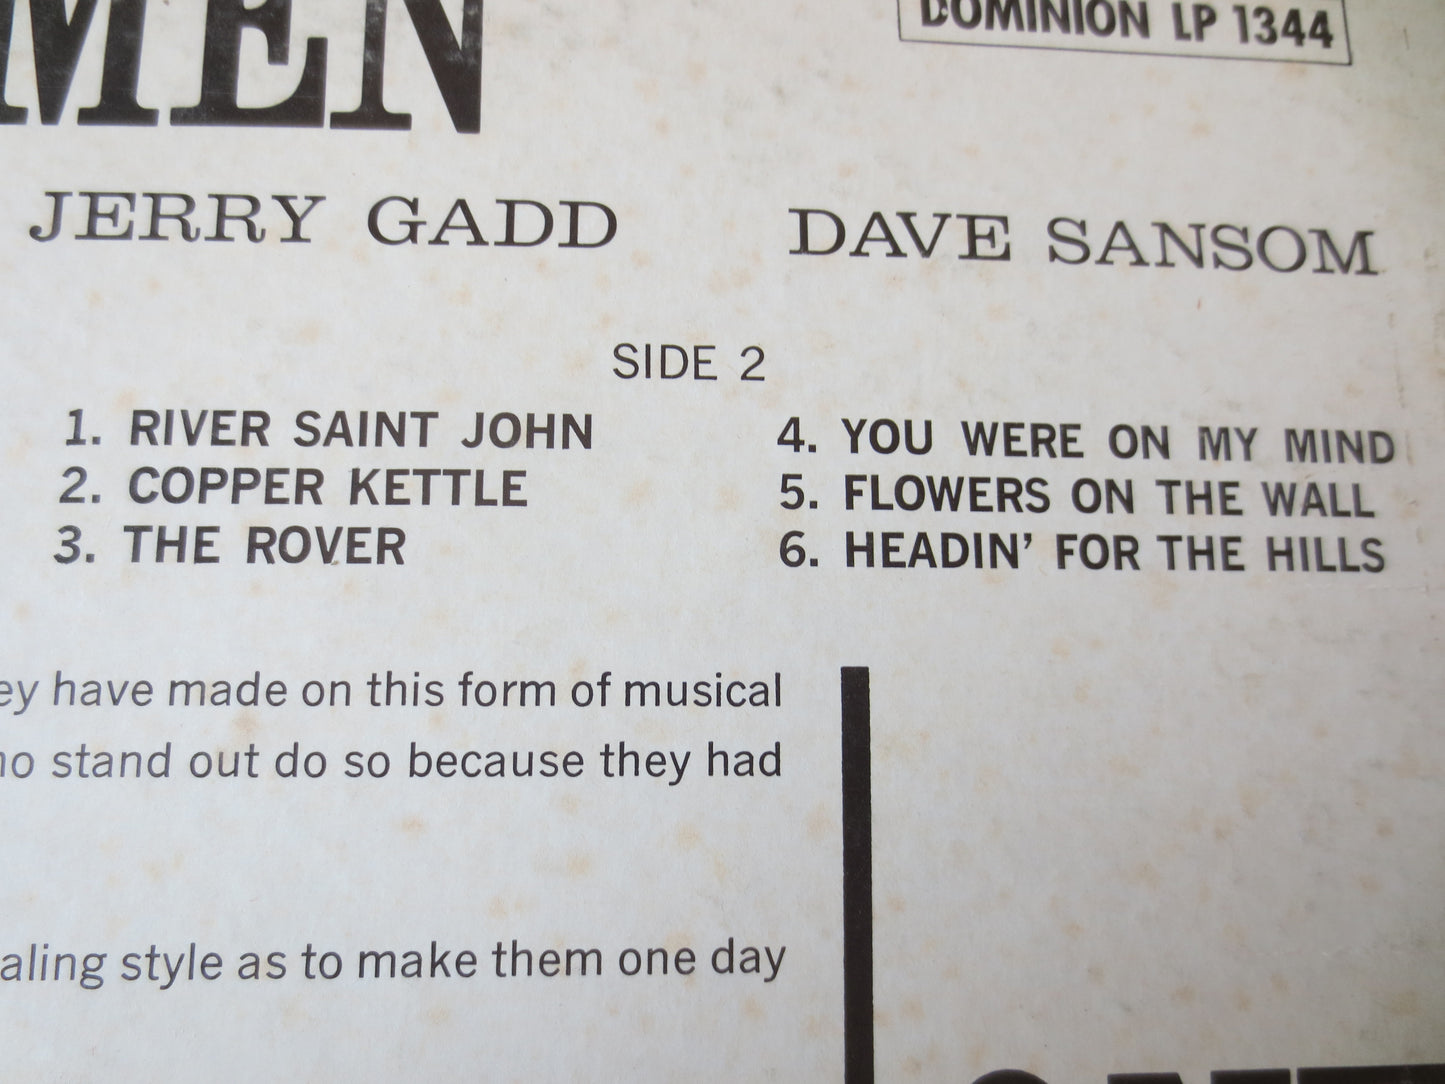 MEN
DOMINION LP 1344
JERRY GADD
DAVE SANSOM
SIDE 2
1. RIVER SAINT JOHN
2. COPPER KETTLE
3. THE ROVER
4. YOU WERE ON MY MIND
5. FLOWERS ON THE WALL
6. HEADIN' FOR THE HILLS
ey have made on this form of musical
no stand out do so because they had
aling style as to make them one day